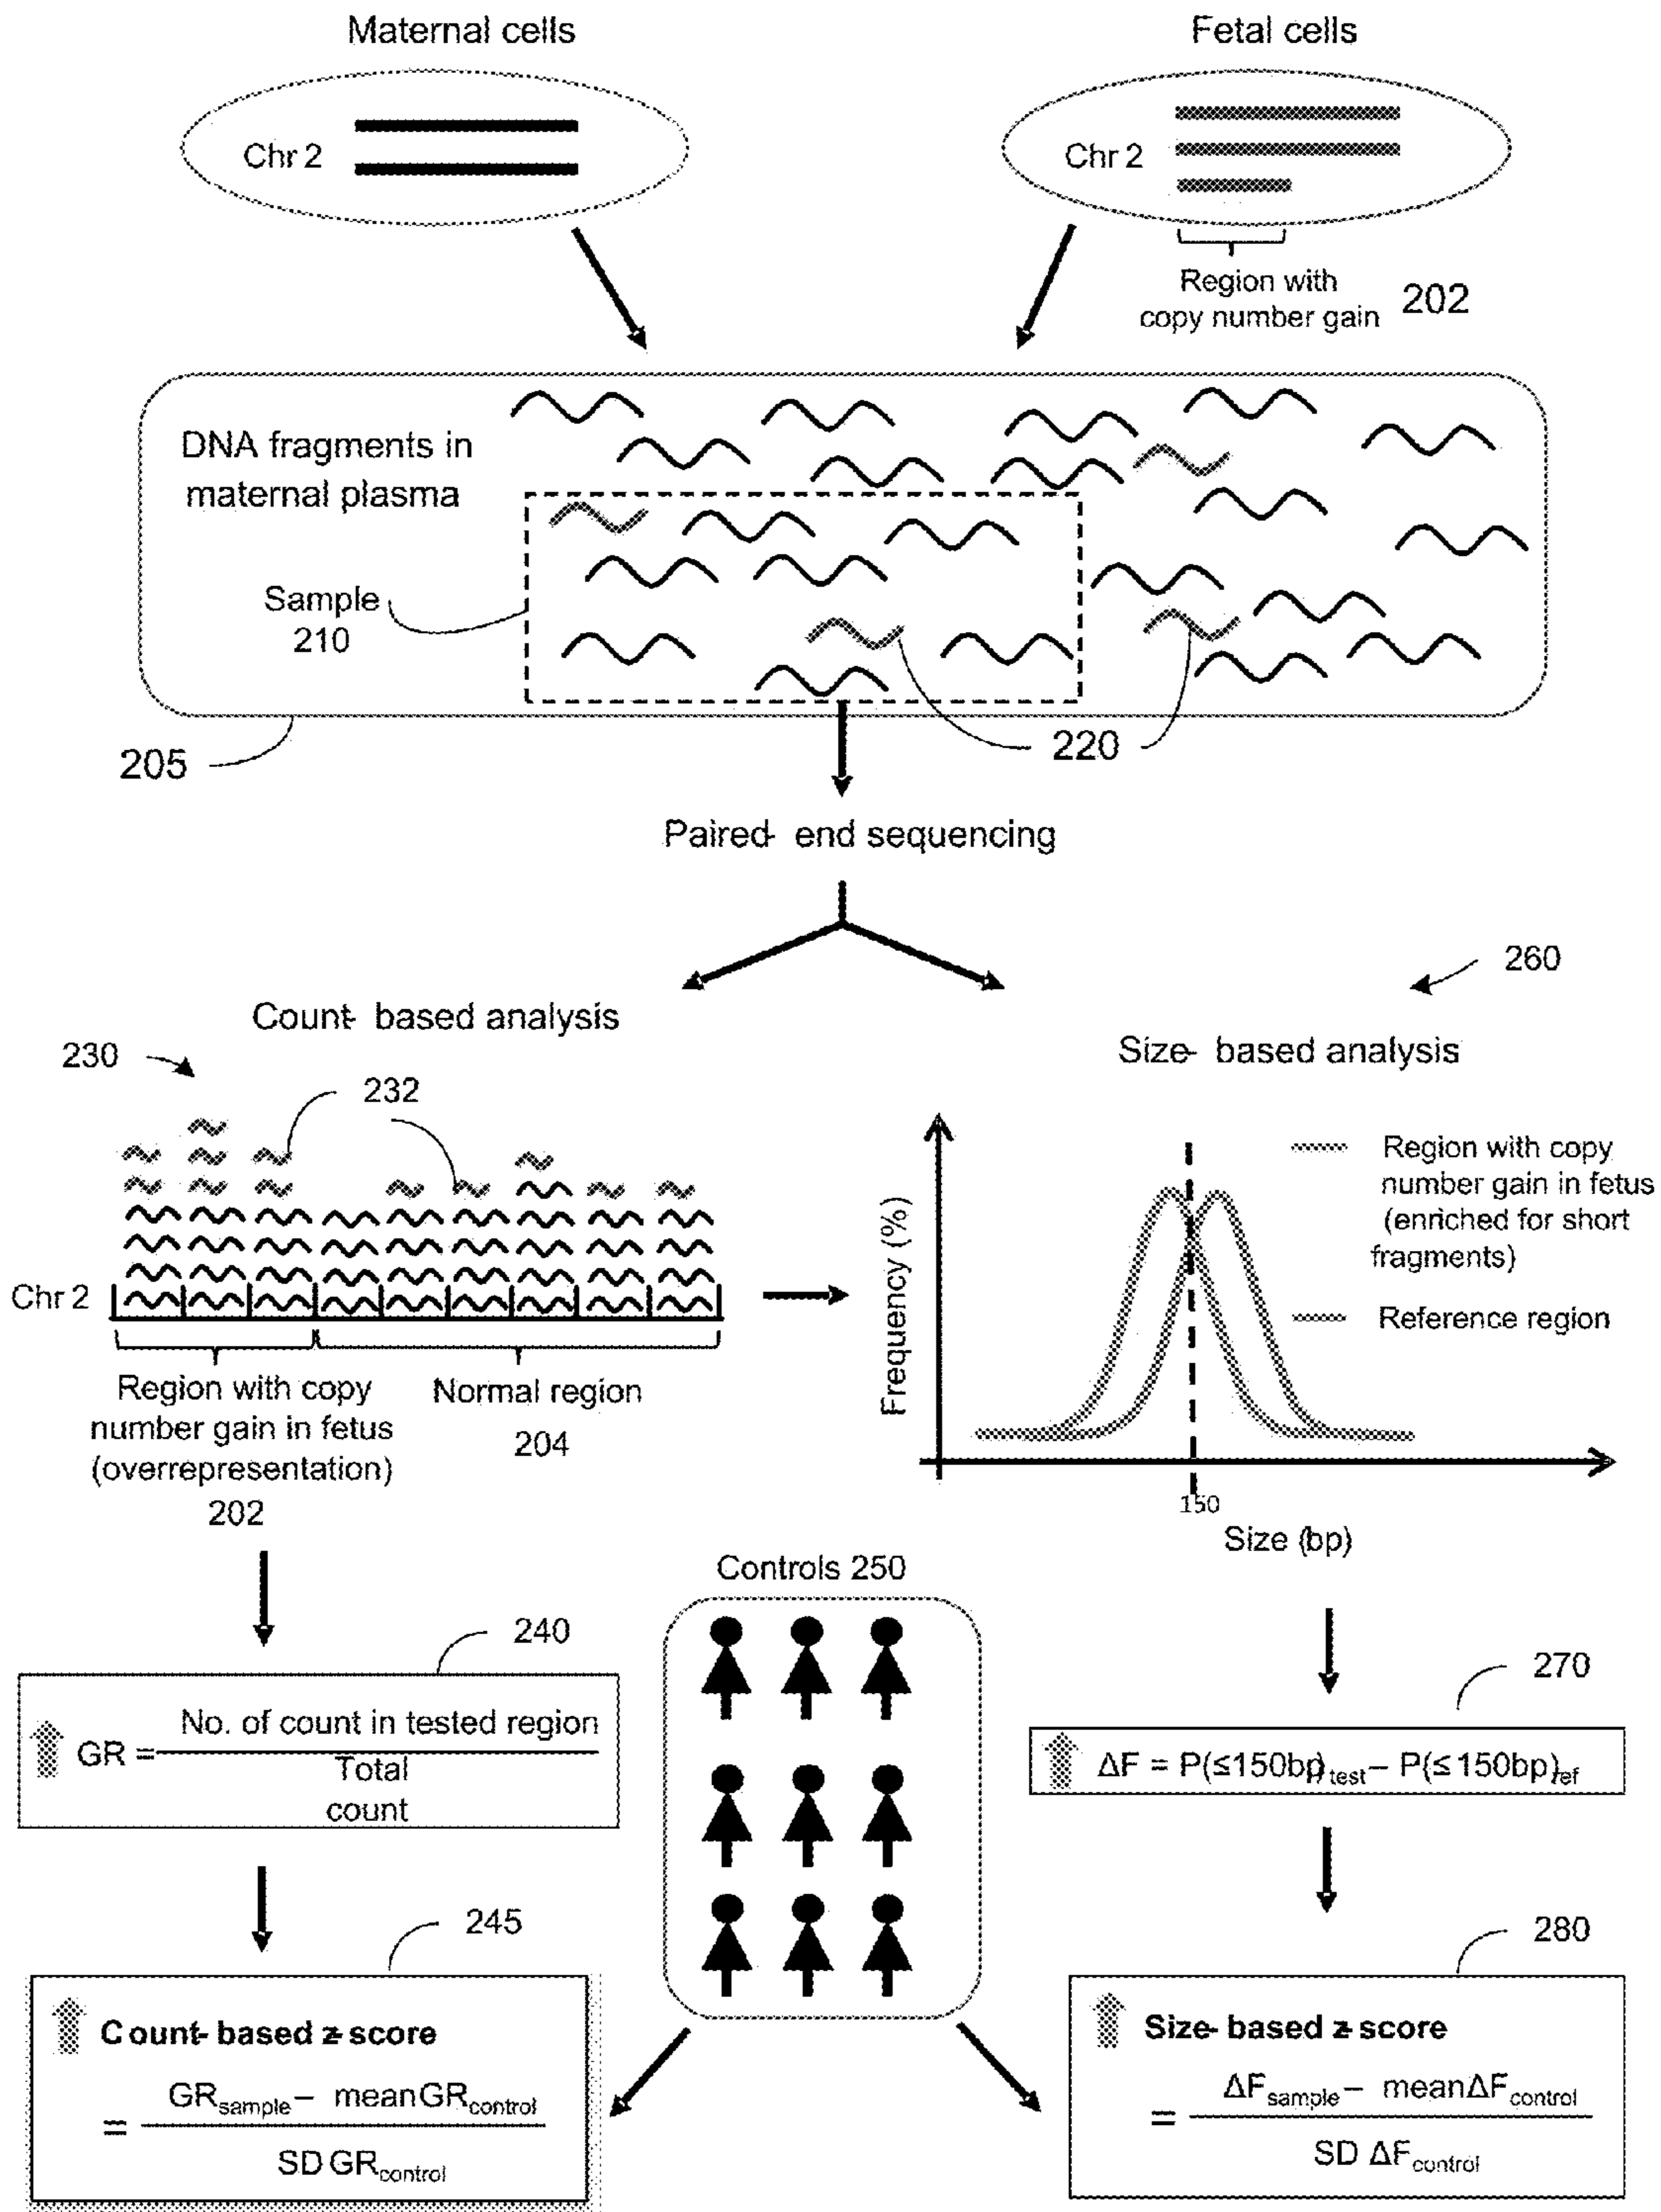 Maternal cells
Fetal cells
Chr 2
Chr 2
Region with
copy number gain
202
DNA fragments in
maternal plasma
Sample
210
205
220
Paired- end sequencing
260
Count- based analysis
Size- based analysis
230
232
Region with copy
number gain in fetus
(enriched for short
fragments)
Reference region
Frequency (%)
Chr 2
Region with copy
number gain in fetus
(overrepresentation)
202
Normal region
204
150
Size (bp)
Controls 250
240
270
GR = No. of count in tested region
Total
count
ΔF = P(≤150bp)test – P(≤150bp)ref
245
280
Count- based z-score
= GRsample – mean GRcontrol
SD GRcontrol
Size- based z-score
= ΔFsample – mean ΔFcontrol
SD ΔFcontrol